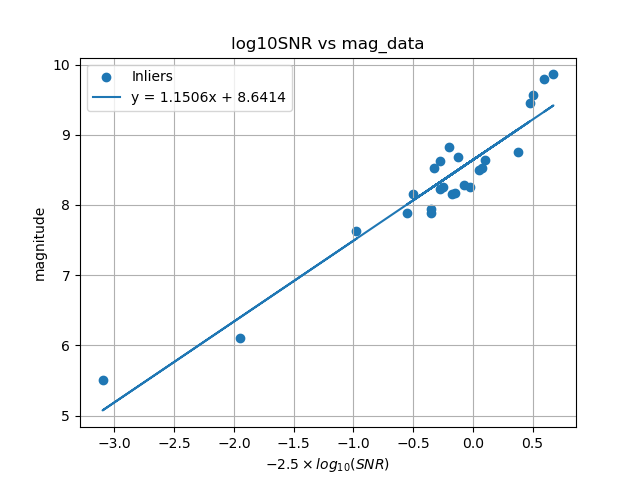 log10SNR vs mag_data
Inliers
y = 1.1506x + 8.6414
10
9
8
7
6
5
magnitude
−3.0 −2.5 −2.0 −1.5 −1.0 −0.5 0.0 0.5
−2.5 × log₁₀(SNR)